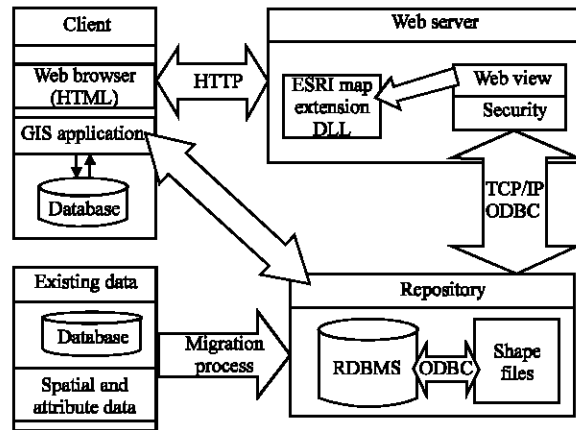 Client
Web browser
(HTML)
GIS application
Database
HTTP
Web server
ESRI map
extension
DLL
Web view
Security
TCP/IP
ODBC
Existing data
Database
Spatial and
attribute data
Migration
process
Repository
RDBMS
ODBC
Shape
files